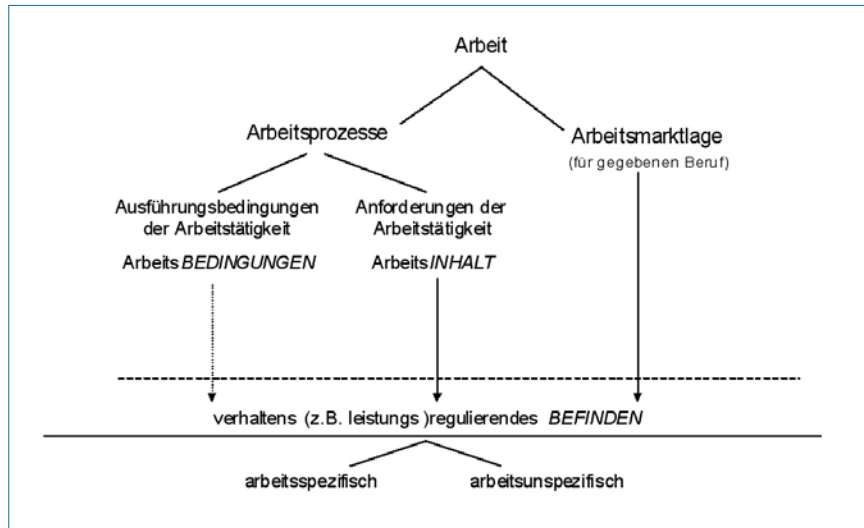 Arbeit
Arbeitsprozesse
Arbeitsmarktlage
(für gegebenen Beruf)
Ausführungsbedingungen
der Arbeitstätigkeit
Anforderungen der
Arbeitstätigkeit
ArbeitsBEDINGUNGEN
ArbeitsINHALT
verhaltens (z.B. leistungs )regulierendes BEFINDEN
arbeitsspezifisch
arbeitsunspezifisch